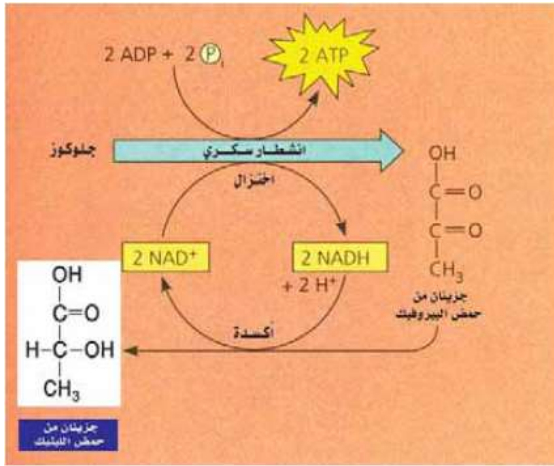 2 ADP + 2 Pi
2 ATP
جلوكوز
انشطار سكري
اختزال
2 NAD+
2 NADH
+ 2 H+
أكسدة
OH
C=O
C=O
CH3
جزيئان من
حمض البيروفيك
OH
C=O
H-C-OH
CH3
جزيئان من
حمض اللبنيك